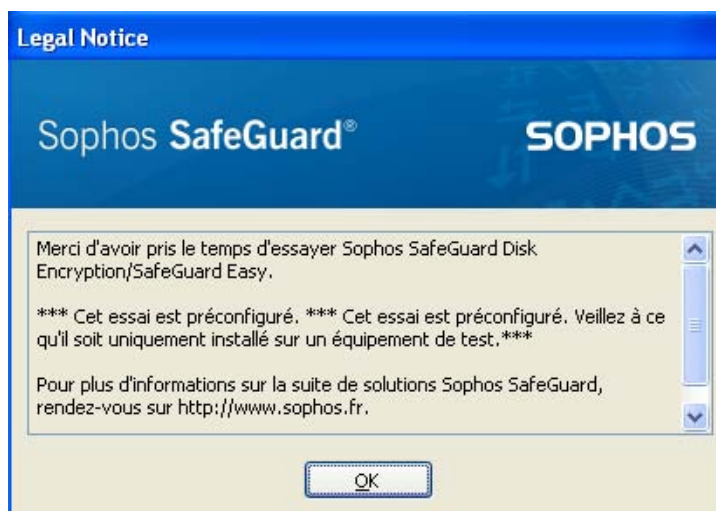 Legal Notice
Sophos SafeGuard®
SOPHOS
Merci d'avoir pris le temps d'essayer Sophos SafeGuard Disk
Encryption/SafeGuard Easy.
*** Cet essai est préconfiguré. *** Cet essai est préconfiguré. Veillez à ce
qu'il soit uniquement installé sur un équipement de test.***
Pour plus d'informations sur la suite de solutions Sophos SafeGuard,
rendez-vous sur http://www.sophos.fr.
OK